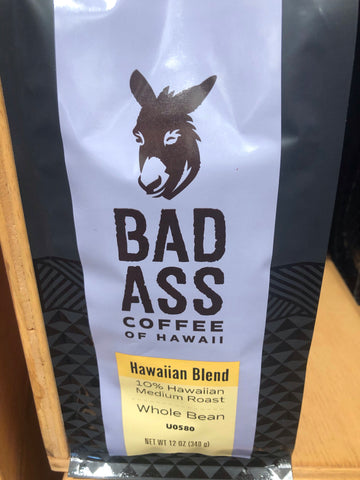 BAD
ASS
COFFEE
OF HAWAII
Hawaiian Blend
10% Hawaiian
Medium Roast
Whole Bean
U0580
NET WT 12 OZ (340 g)